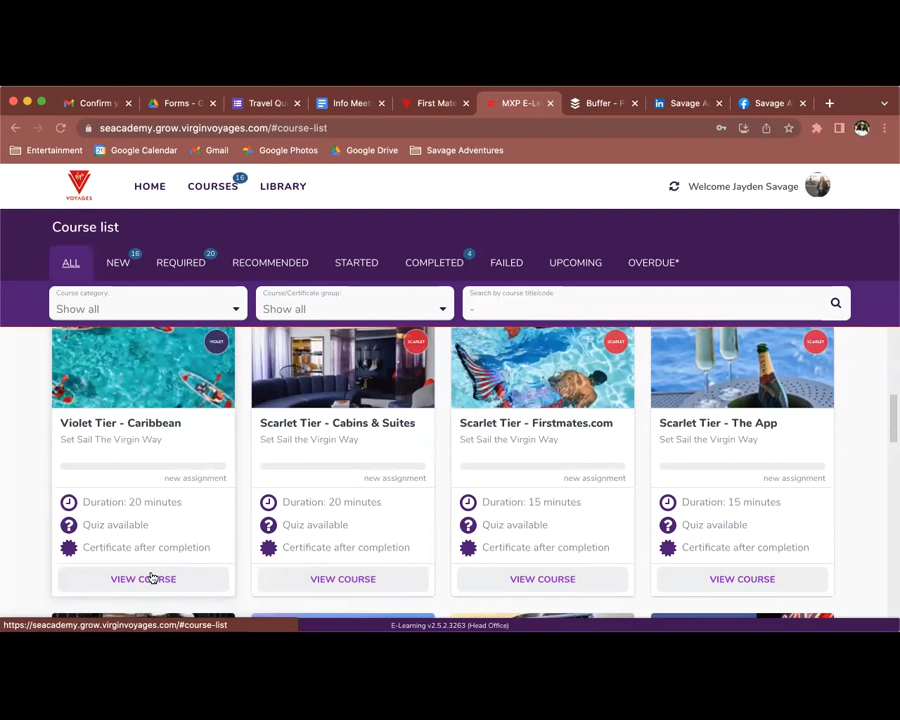 Confirm y
Forms - G
Travel Qu
Info Meet
First Mate
MXP E-Le
Buffer - P
Savage A
Savage A
seacademy.grow.virginvoyages.com/#course-list
Entertainment
Google Calendar
Gmail
Google Photos
Google Drive
Savage Adventures
VOYAGES
HOME
COURSES 16
LIBRARY
Welcome Jayden Savage
Course list
ALL
NEW 16
REQUIRED 20
RECOMMENDED
STARTED
COMPLETED 4
FAILED
UPCOMING
OVERDUE*
Course category:
Show all
Course/Certificate group:
Show all
Search by course title/code
-
VIOLET
SCARLET
SCARLET
SCARLET
Violet Tier - Caribbean
Set Sail The Virgin Way
new assignment
Duration: 20 minutes
Quiz available
Certificate after completion
VIEW COURSE
Scarlet Tier - Cabins & Suites
Set Sail the Virgin Way
new assignment
Duration: 20 minutes
Quiz available
Certificate after completion
VIEW COURSE
Scarlet Tier - Firstmates.com
Set Sail the Virgin Way
new assignment
Duration: 15 minutes
Quiz available
Certificate after completion
VIEW COURSE
Scarlet Tier - The App
Set Sail the Virgin Way
new assignment
Duration: 15 minutes
Quiz available
Certificate after completion
VIEW COURSE
https://seacademy.grow.virginvoyages.com/#course-list
E-Learning v2.5.2.3263 (Head Office)